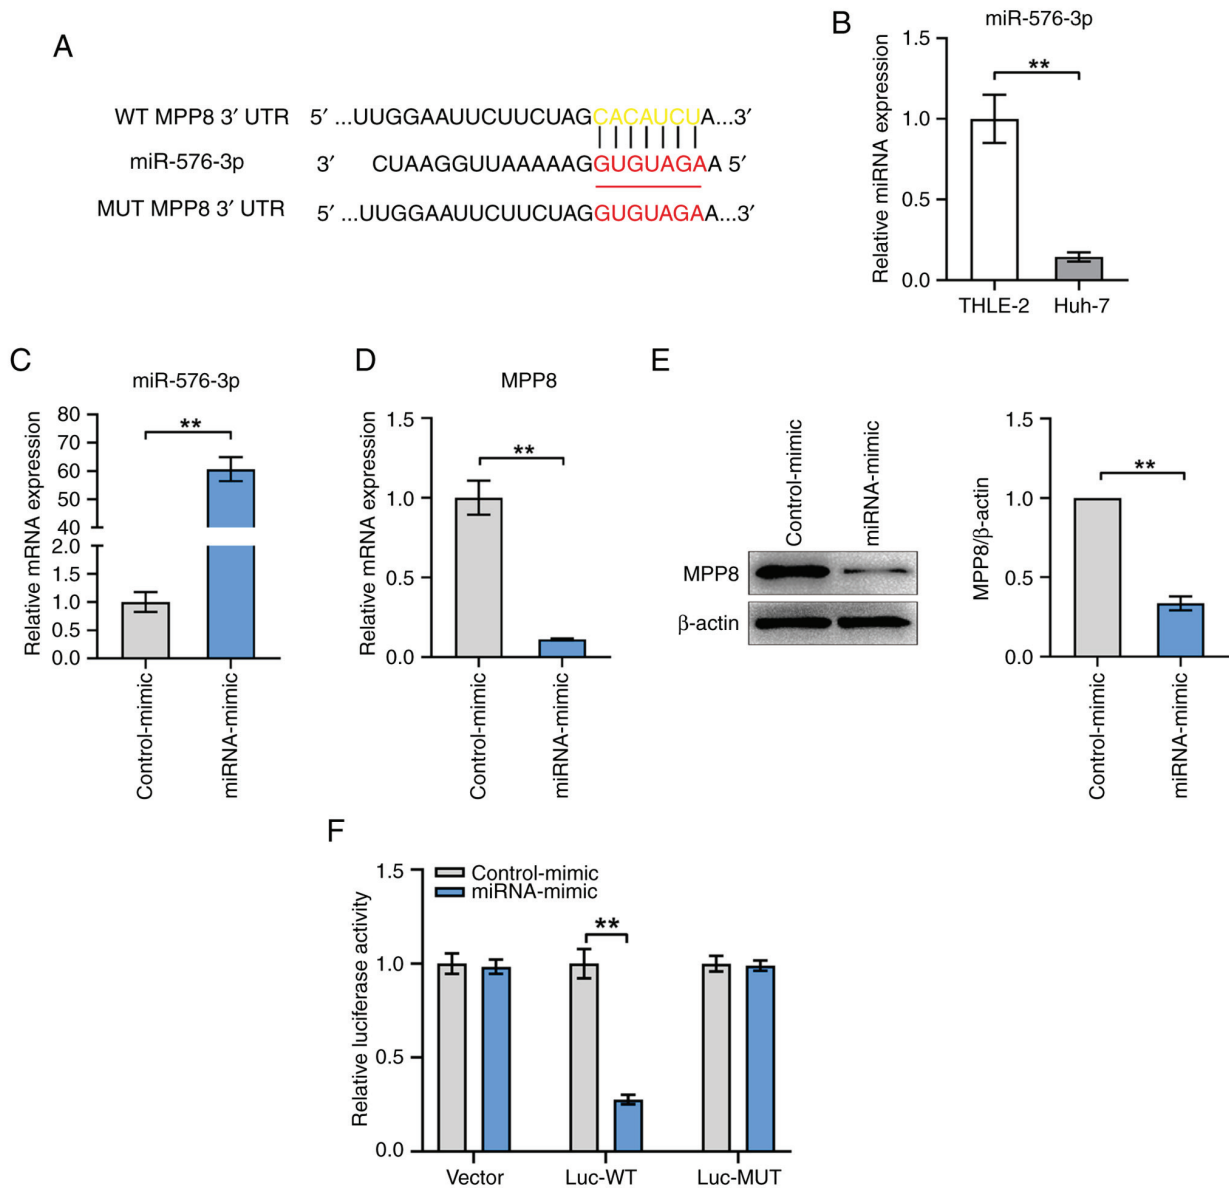 A
WT MPP8 3′ UTR 5′ ...UUGGAAUUCUUCUAGCACAUCUA...3′
miR-576-3p 3′ CUAAGGUUAAAAAGGUGUAGAA 5′
MUT MPP8 3′ UTR 5′ ...UUGGAAUUCUUCUAGGUGUAGAA...3′
B
miR-576-3p
Relative miRNA expression
1.5
1.0
0.5
0.0
**
THLE-2 Huh-7
C
miR-576-3p
Relative mRNA expression
80
70
60
50
40
2.0
1.5
1.0
0.5
0.0
**
Control-mimic
miRNA-mimic
D
MPP8
Relative mRNA expression
1.5
1.0
0.5
0.0
**
Control-mimic
miRNA-mimic
E
Control-mimic
miRNA-mimic
MPP8
β-actin
MPP8/β-actin
1.5
1.0
0.5
0.0
**
Control-mimic
miRNA-mimic
F
Relative luciferase activity
1.5
1.0
0.5
0.0
Control-mimic
miRNA-mimic
**
Vector Luc-WT Luc-MUT